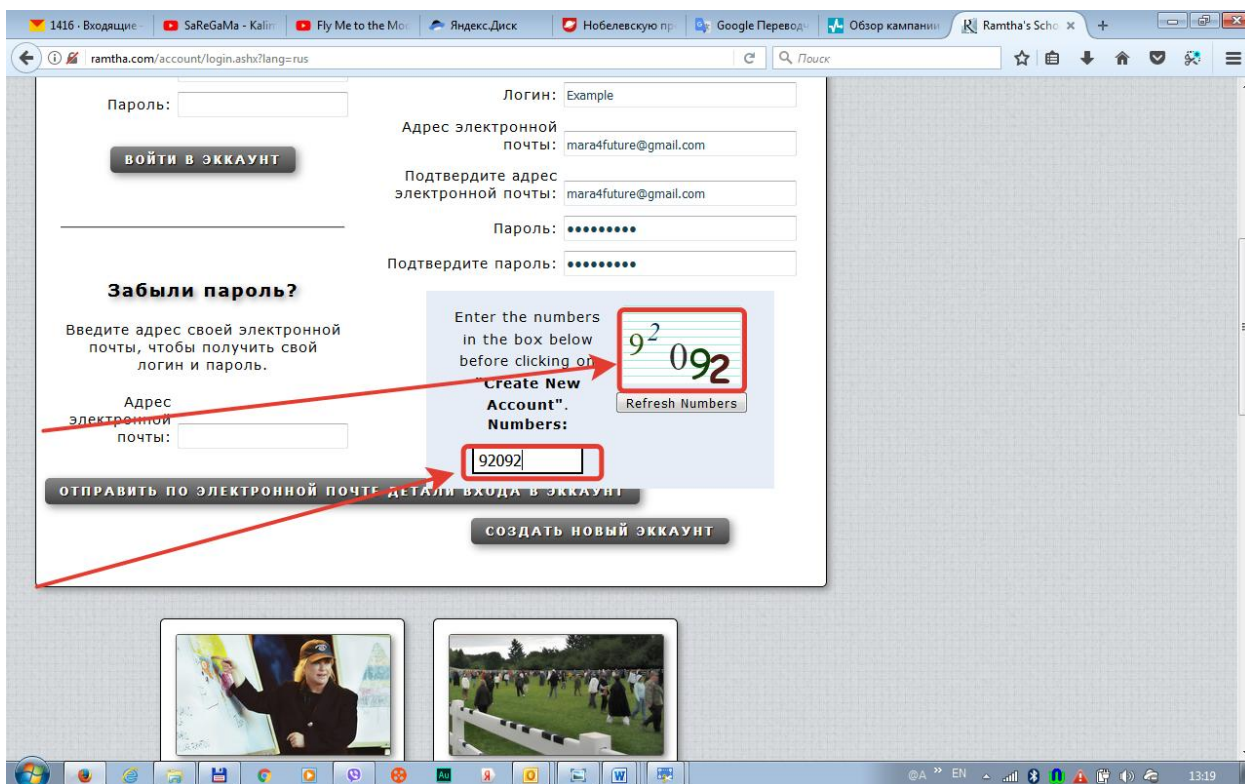 1416 · Входящие -
SaReGaMa - Kalin
Fly Me to the Moo
Яндекс.Диск
Нобелевскую пр
Google Переводч
Обзор кампании
Ramtha's Scho
ramtha.com/account/login.ashx?lang=rus
Поиск
Пароль:
ВОЙТИ В ЭККАУНТ
Забыли пароль?
Введите адрес своей электронной
почты, чтобы получить свой
логин и пароль.
Адрес
электронной
почты:
ОТПРАВИТЬ ПО ЭЛЕКТРОННОЙ ПОЧТЕ ДЕТАЛИ ВХОДА В ЭККАУНТ
Логин: Example
Адрес электронной
почты: mara4future@gmail.com
Подтвердите адрес
электронной почты: mara4future@gmail.com
Пароль: •••••••••
Подтвердите пароль: •••••••••
Enter the numbers
in the box below
before clicking on
"Create New
Account".
Numbers:
92092
Refresh Numbers
92092
СОЗДАТЬ НОВЫЙ ЭККАУНТ
EN
13:19